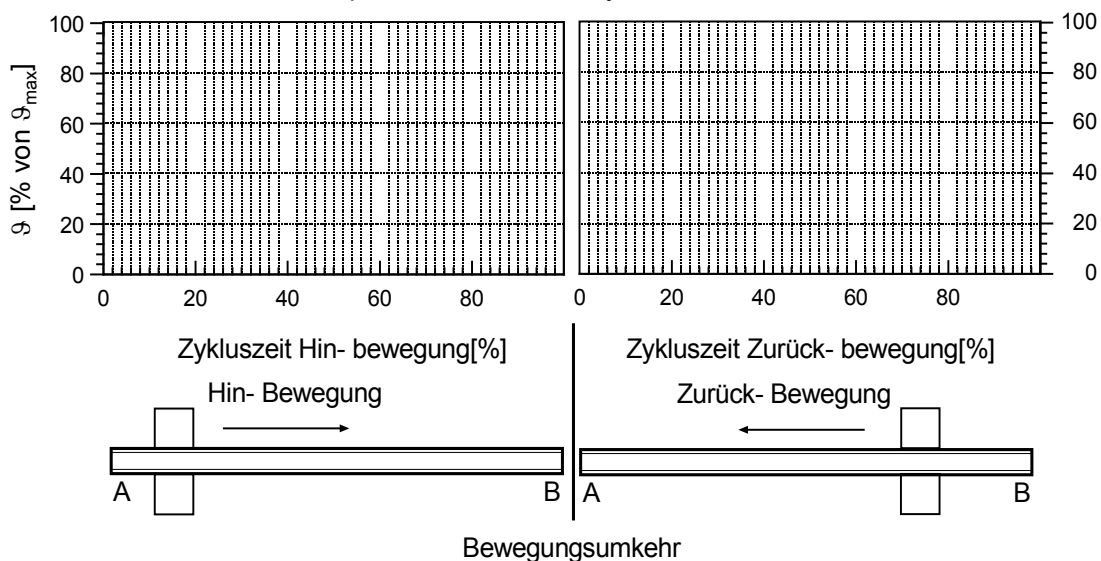 100 100
80 80
60 60
40 40
20 20
0 0
ϑ [% von ϑmax]
0 20 40 60 80 0 20 40 60 80
Zykluszeit Hin- bewegung[%] Zykluszeit Zurück- bewegung[%]
Hin- Bewegung Zurück- Bewegung
A B A B
Bewegungsumkehr